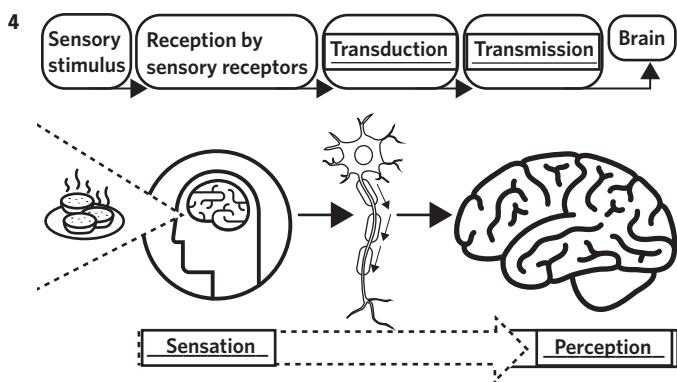 4
Sensory
stimulus
Reception by
sensory receptors
Transduction
Transmission
Brain
Sensation
Perception